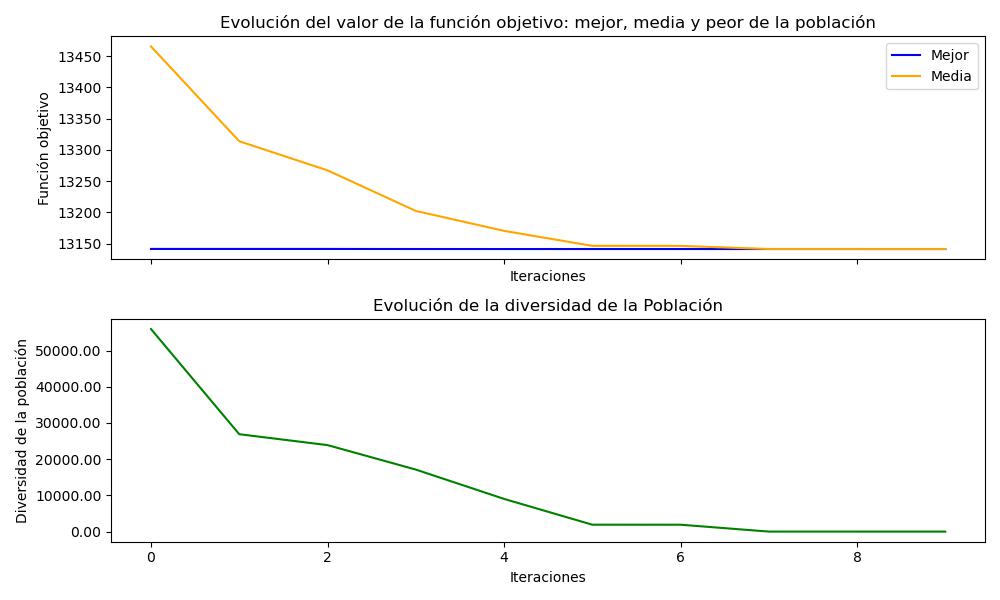 Evolución del valor de la función objetivo: mejor, media y peor de la población
Función objetivo
13450
13400
13350
13300
13250
13200
13150
Mejor
Media
Iteraciones
Evolución de la diversidad de la Población
Diversidad de la población
50000.00
40000.00
30000.00
20000.00
10000.00
0.00
0 2 4 6 8
Iteraciones